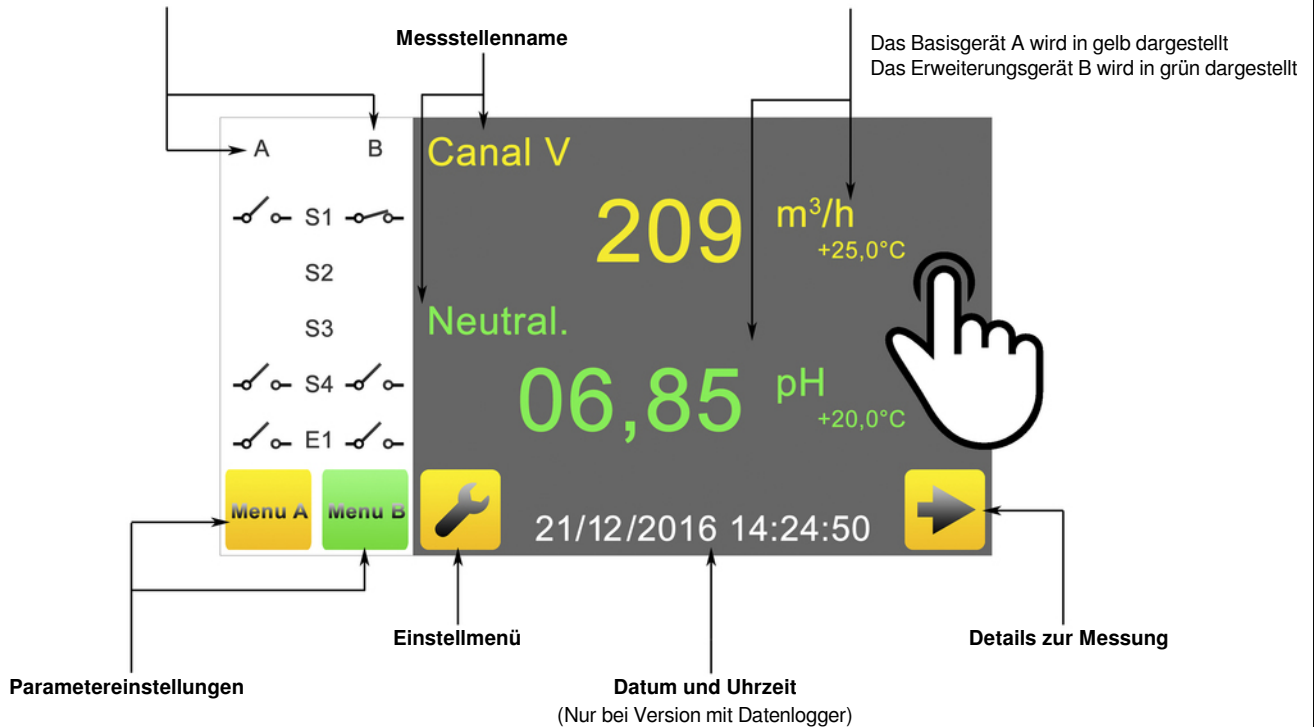 Messstellenname
Das Basisgerät A wird in gelb dargestellt
Das Erweiterungsgerät B wird in grün dargestellt
A B Canal V
209 m³/h
+25,0°C
S1
S2
S3
Neutral.
06,85 pH
+20,0°C
S4
E1
Menu A Menu B
21/12/2016 14:24:50
Einstellmenü
Details zur Messung
Parametereinstellungen
Datum und Uhrzeit
(Nur bei Version mit Datenlogger)